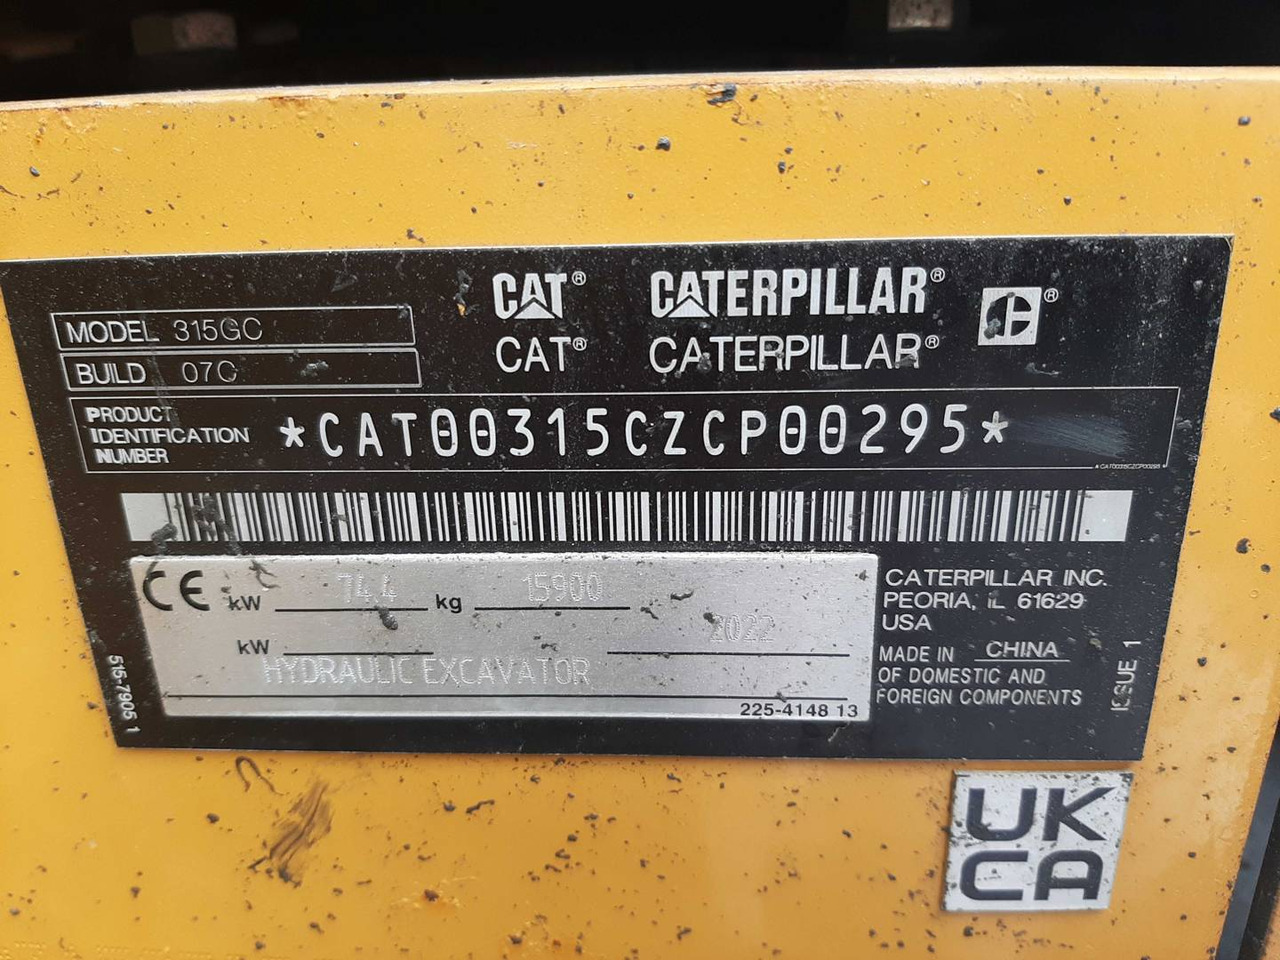 CAT® CATERPILLAR® ®
CAT® CATERPILLAR®
MODEL 315GC
BUILD 07C
PRODUCT
IDENTIFICATION
NUMBER
*CAT00315CZCP00295*
*CAT00315CZCP00295*
CE kW 74.4 kg 15900
kW 2022
HYDRAULIC EXCAVATOR
225-4148 13
515-7905 1
CATERPILLAR INC.
PEORIA, IL 61629
USA
MADE IN CHINA
OF DOMESTIC AND
FOREIGN COMPONENTS
ISSUE 1
UK
CA